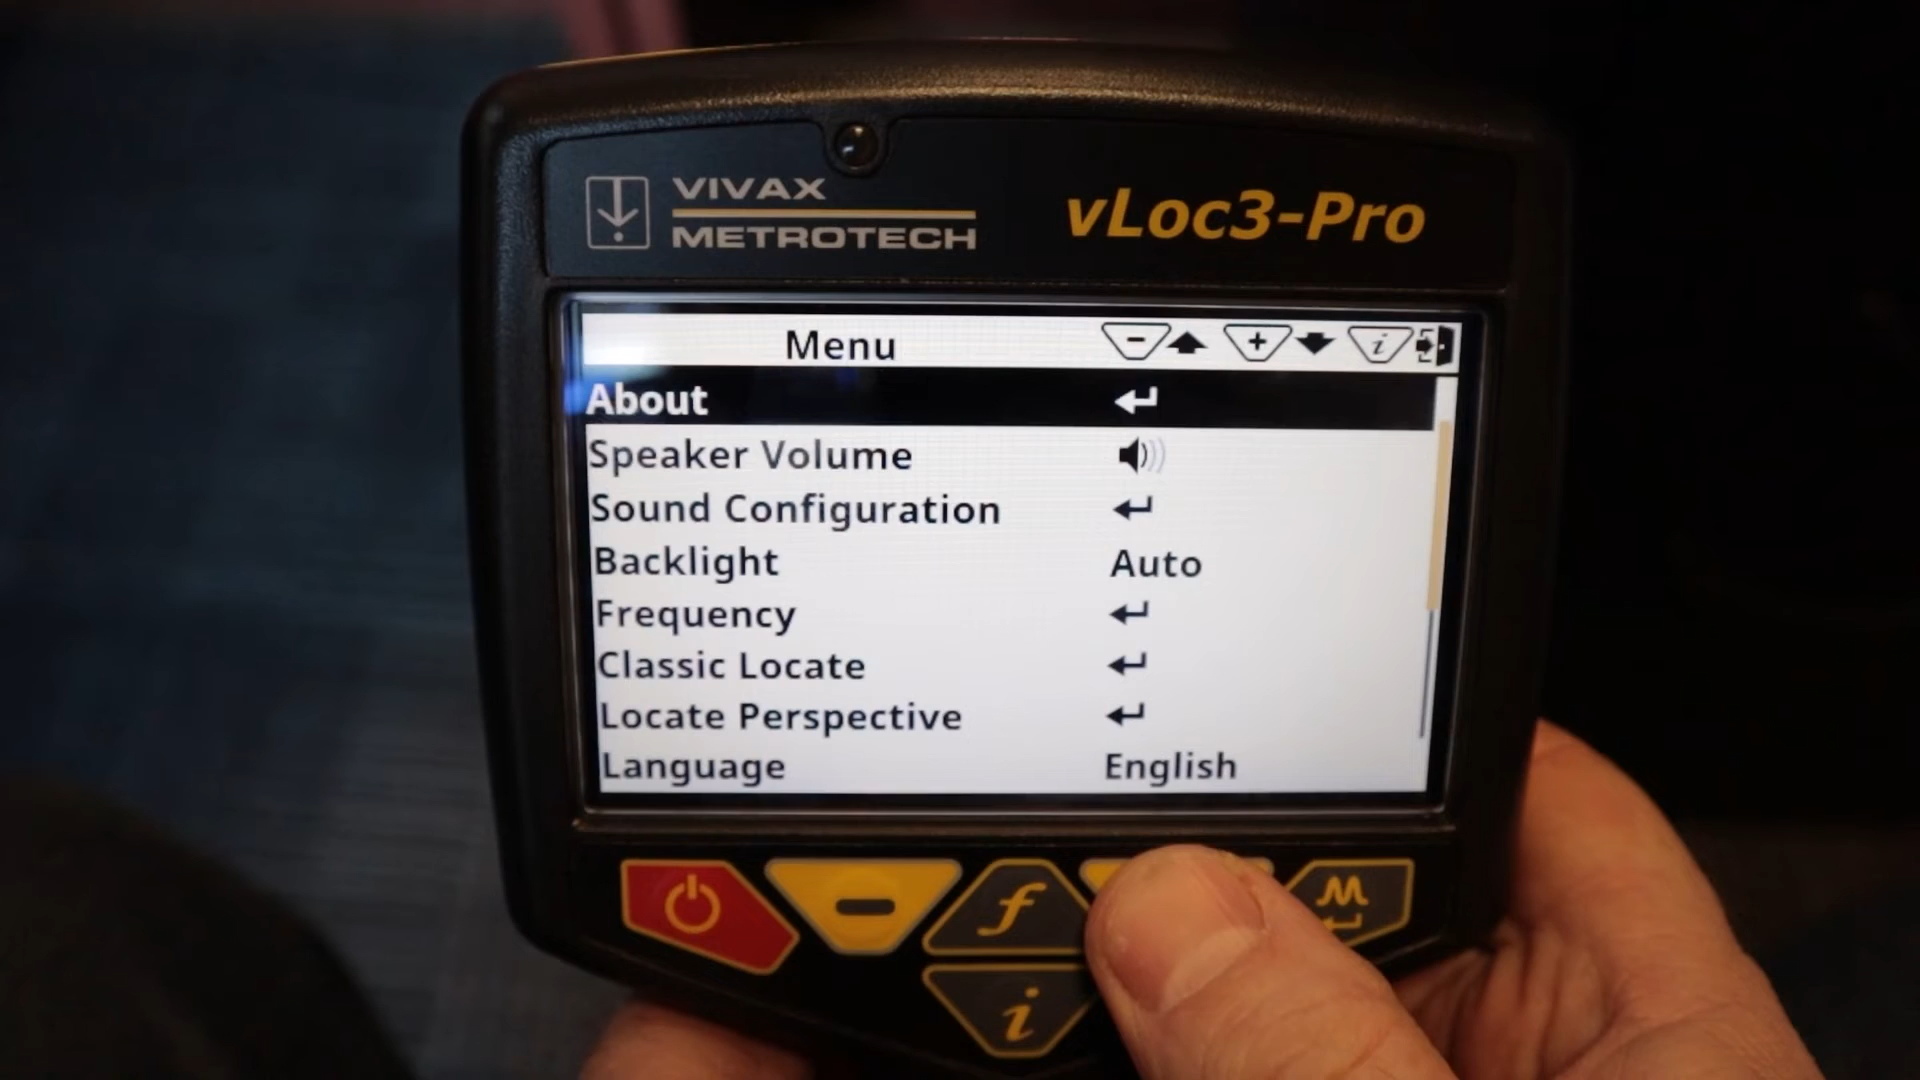 VIVAX
METROTECH
vLoc3-Pro
Menu - + i
About
Speaker Volume
Sound Configuration
Backlight Auto
Frequency
Classic Locate
Locate Perspective
Language English
f
M
i